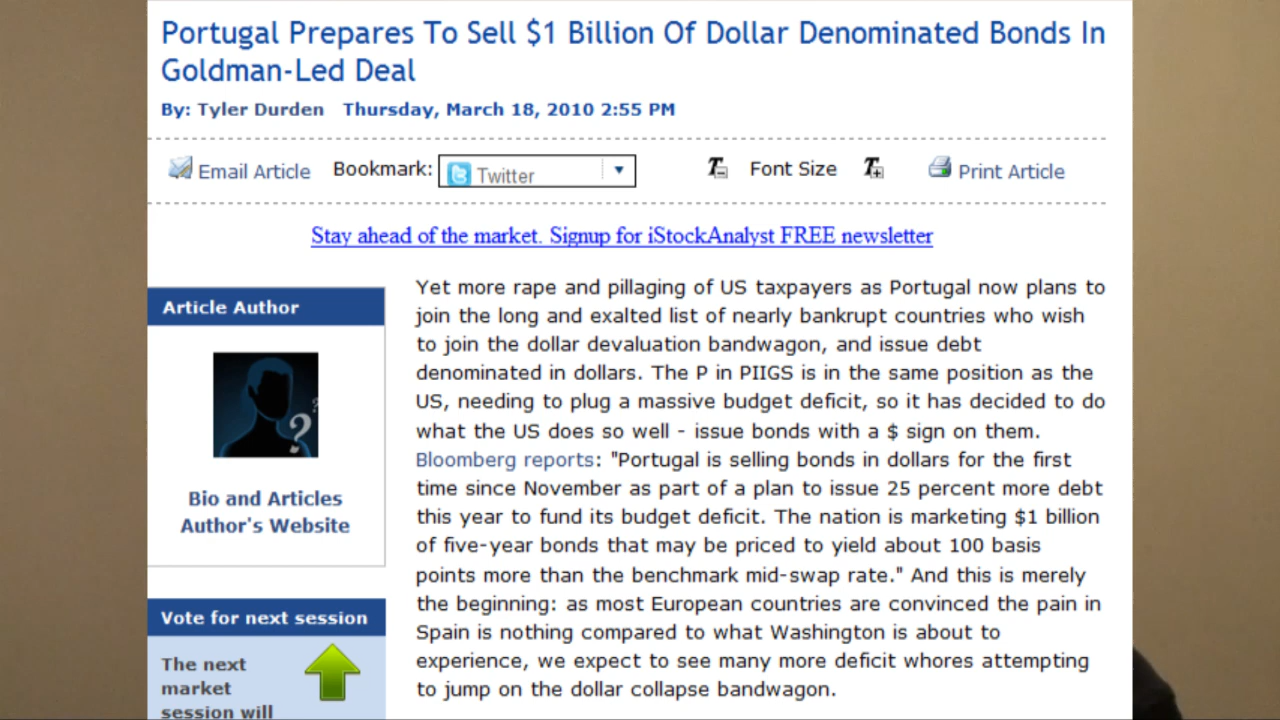 Portugal Prepares To Sell $1 Billion Of Dollar Denominated Bonds In
Goldman-Led Deal
By: Tyler Durden Thursday, March 18, 2010 2:55 PM
Email Article Bookmark: Twitter Font Size Print Article
Stay ahead of the market. Signup for iStockAnalyst FREE newsletter
Article Author
Bio and Articles
Author's Website
Vote for next session
The next
market
session will
Yet more rape and pillaging of US taxpayers as Portugal now plans to
join the long and exalted list of nearly bankrupt countries who wish
to join the dollar devaluation bandwagon, and issue debt
denominated in dollars. The P in PIIGS is in the same position as the
US, needing to plug a massive budget deficit, so it has decided to do
what the US does so well - issue bonds with a $ sign on them.
Bloomberg reports: "Portugal is selling bonds in dollars for the first
time since November as part of a plan to issue 25 percent more debt
this year to fund its budget deficit. The nation is marketing $1 billion
of five-year bonds that may be priced to yield about 100 basis
points more than the benchmark mid-swap rate." And this is merely
the beginning: as most European countries are convinced the pain in
Spain is nothing compared to what Washington is about to
experience, we expect to see many more deficit whores attempting
to jump on the dollar collapse bandwagon.